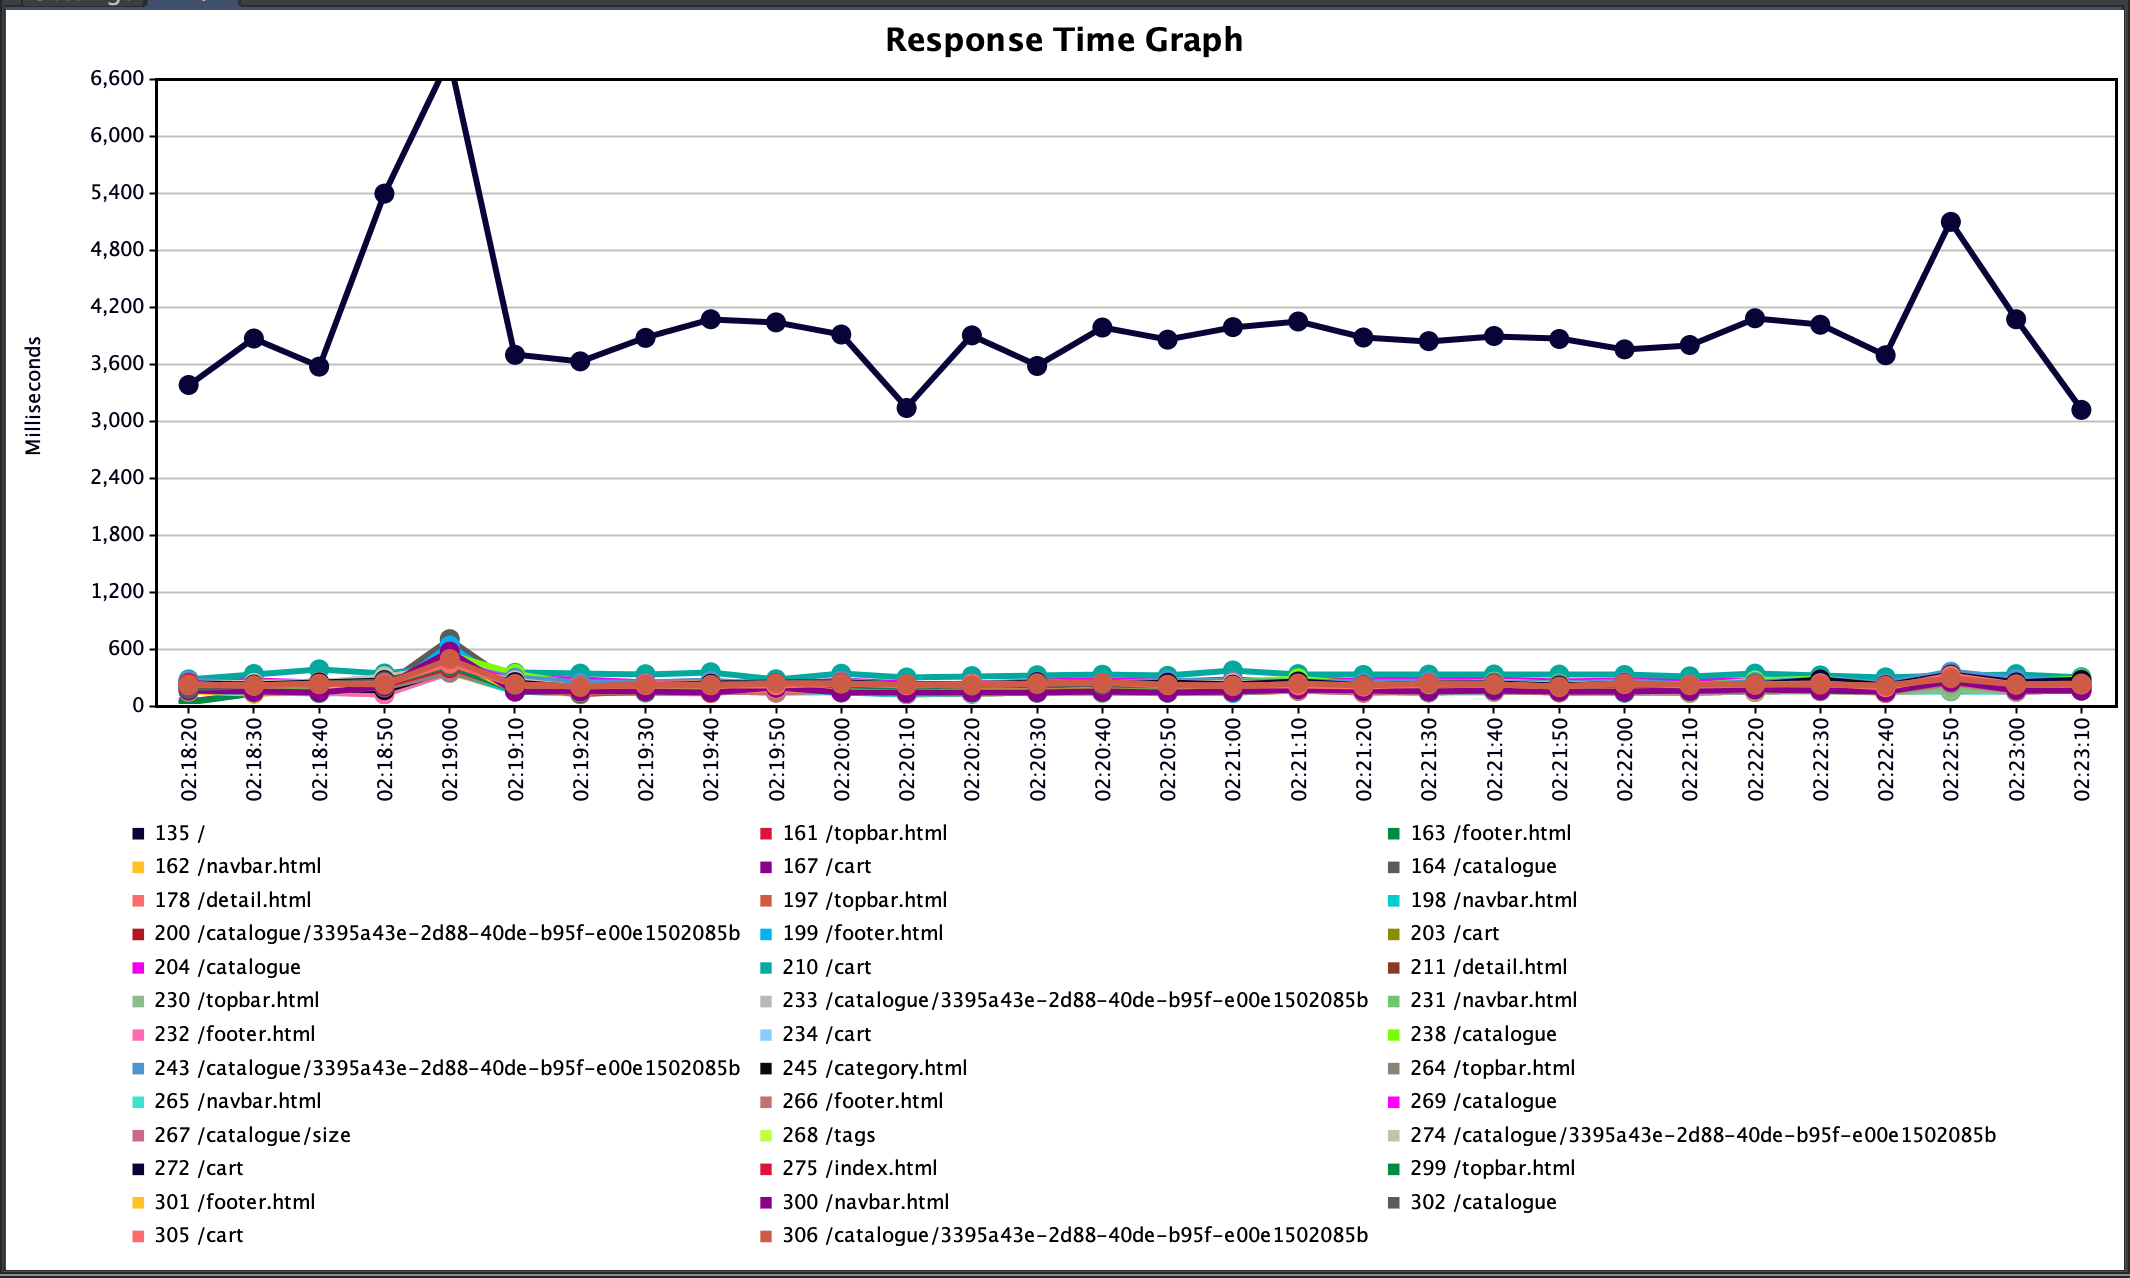 Response Time Graph
6,600
6,000
5,400
4,800
4,200
3,600
3,000
2,400
1,800
1,200
600
0
Milliseconds
02:18:20
02:18:30
02:18:40
02:18:50
02:19:00
02:19:10
02:19:20
02:19:30
02:19:40
02:19:50
02:20:00
02:20:10
02:20:20
02:20:30
02:20:40
02:20:50
02:21:00
02:21:10
02:21:20
02:21:30
02:21:40
02:21:50
02:22:00
02:22:10
02:22:20
02:22:30
02:22:40
02:22:50
02:23:00
02:23:10
135 / 161 /topbar.html 163 /footer.html
162 /navbar.html 167 /cart 164 /catalogue
178 /detail.html 197 /topbar.html 198 /navbar.html
200 /catalogue/3395a43e-2d88-40de-b95f-e00e1502085b 199 /footer.html 203 /cart
204 /catalogue 210 /cart 211 /detail.html
230 /topbar.html 233 /catalogue/3395a43e-2d88-40de-b95f-e00e1502085b 231 /navbar.html
232 /footer.html 234 /cart 238 /catalogue
243 /catalogue/3395a43e-2d88-40de-b95f-e00e1502085b 245 /category.html 264 /topbar.html
265 /navbar.html 266 /footer.html 269 /catalogue
267 /catalogue/size 268 /tags 274 /catalogue/3395a43e-2d88-40de-b95f-e00e1502085b
272 /cart 275 /index.html 299 /topbar.html
301 /footer.html 300 /navbar.html 302 /catalogue
305 /cart 306 /catalogue/3395a43e-2d88-40de-b95f-e00e1502085b